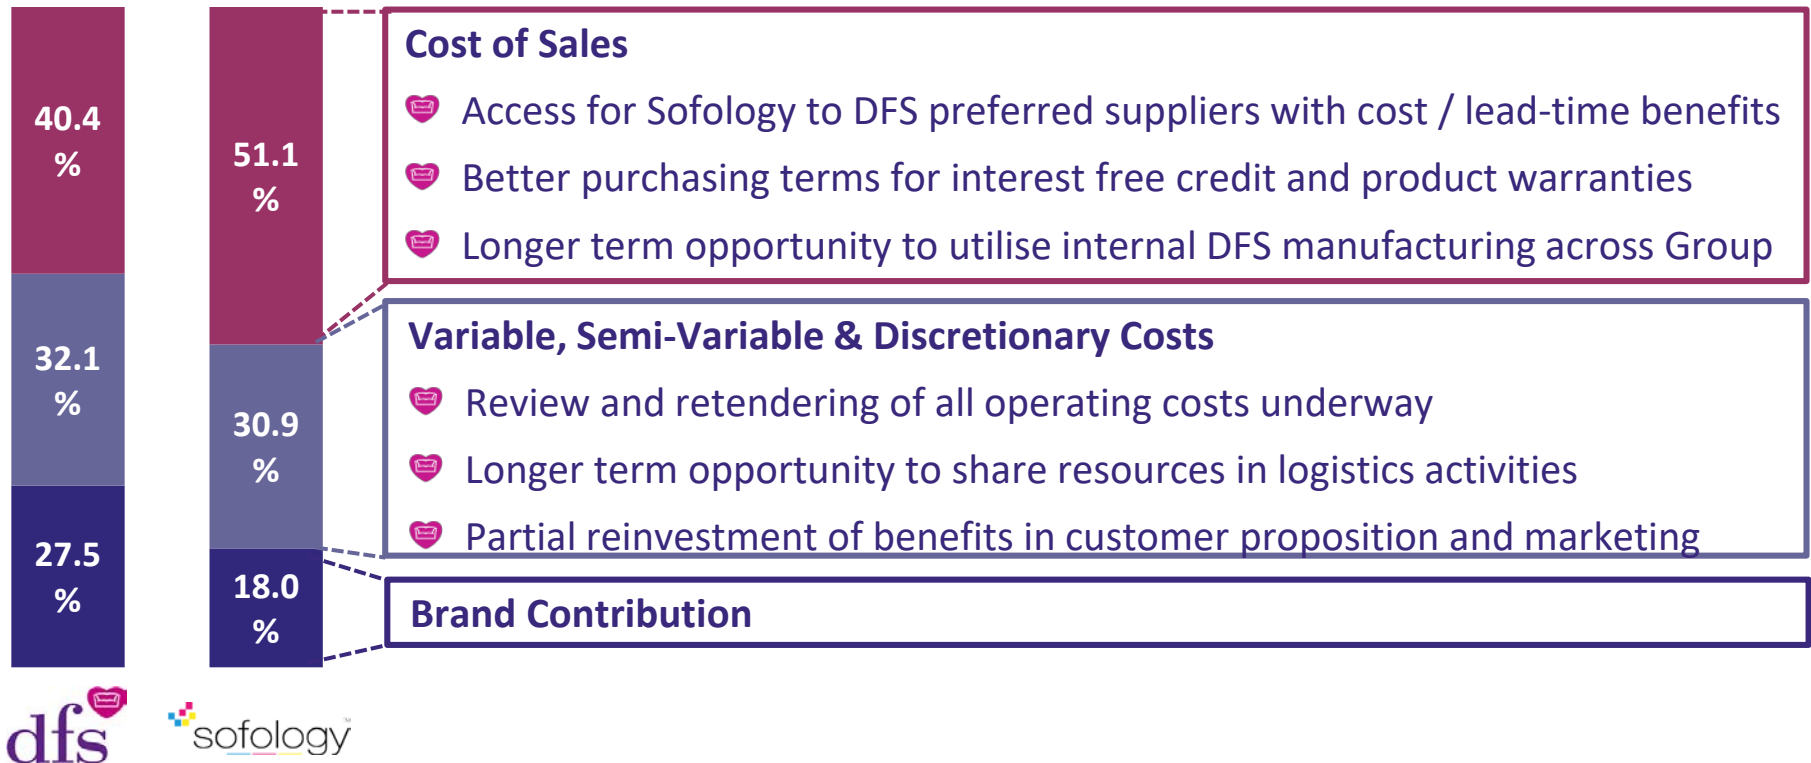 40.4
%
32.1
%
27.5
%
51.1
%
30.9
%
18.0
%
Cost of Sales
Access for Sofology to DFS preferred suppliers with cost / lead-time benefits
Better purchasing terms for interest free credit and product warranties
Longer term opportunity to utilise internal DFS manufacturing across Group
Variable, Semi-Variable & Discretionary Costs
Review and retendering of all operating costs underway
Longer term opportunity to share resources in logistics activities
Partial reinvestment of benefits in customer proposition and marketing
Brand Contribution
dfs
sofology